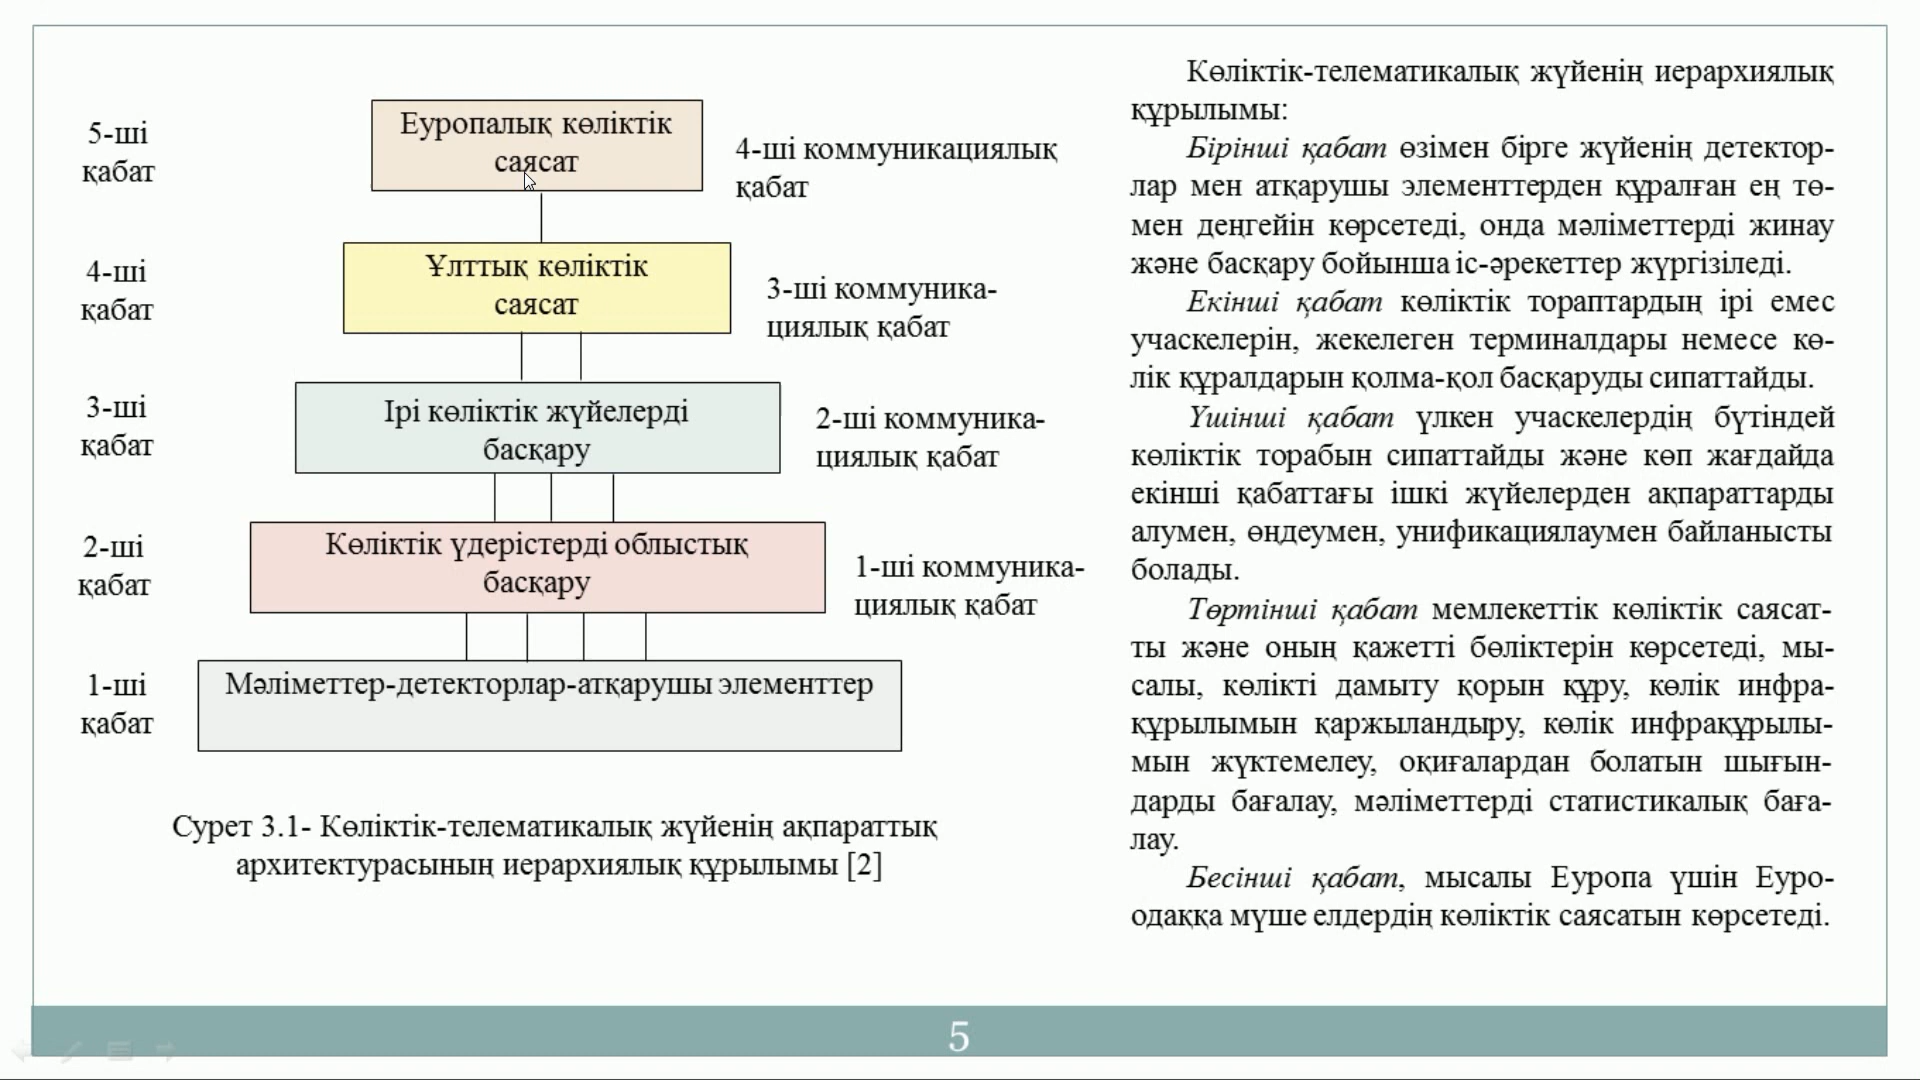 5-ші
қабат
Еуропалық көліктік
саясат
4-ші коммуникациялық
қабат
4-ші
қабат
Ұлттық көліктік
саясат
3-ші коммуника-
циялық қабат
3-ші
қабат
Ірі көліктік жүйелерді
басқару
2-ші коммуника-
циялық қабат
2-ші
қабат
Көліктік үдерістерді облыстық
басқару
1-ші коммуника-
циялық қабат
1-ші
қабат
Мәліметтер-детекторлар-атқарушы элементтер
Сурет 3.1- Көліктік-телематикалық жүйенің ақпараттық
архитектурасының иерархиялық құрылымы [2]
Көліктік-телематикалық жүйенің иерархиялық
құрылымы:
Бірінші қабат өзімен бірге жүйенің детектор-
лар мен атқарушы элементтерден құралған ең тө-
мен деңгейін көрсетеді, онда мәліметтерді жинау
және басқару бойынша іс-әрекеттер жүргізіледі.
Екінші қабат көліктік тораптардың ірі емес
учаскелерін, жекелеген терминалдары немесе кө-
лік құралдарын қолма-қол басқаруды сипаттайды.
Үшінші қабат үлкен учаскелердің бүтіндей
көліктік торабын сипаттайды және көп жағдайда
екінші қабаттағы ішкі жүйелерден ақпараттарды
алумен, өңдеумен, унификациялаумен байланысты
болады.
Төртінші қабат мемлекеттік көліктік саясат-
ты және оның қажетті бөліктерін көрсетеді, мы-
салы, көлікті дамыту қорын құру, көлік инфра-
құрылымын қаржыландыру, көлік инфрақұрылы-
мын жүктемелеу, оқиғалардан болатын шығын-
дарды бағалау, мәліметтерді статистикалық баға-
лау.
Бесінші қабат, мысалы Еуропа үшін Еуро-
одаққа мүше елдердің көліктік саясатын көрсетеді.
5